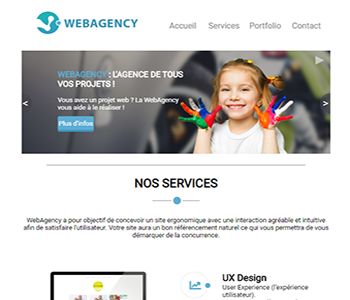 WEBAGENCY
Accueil Services Portfolio Contact
WEBAGENCY : L'AGENCE DE TOUS
VOS PROJETS !
Vous avez un projet web ? La WebAgency
vous aide à le réaliser !
Plus d'infos
< >
NOS SERVICES
WebAgency a pour objectif de concevoir un site ergonomique avec une interaction agréable et intuitive
afin de satisfaire l'utilisateur. Votre site aura un bon référencement naturel ce qui vous permettra de vous
démarquer de la concurrence.
UX Design
User Experience (l'expérience
utilisateur).